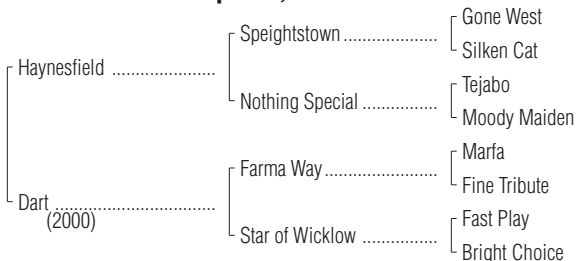 Gone West
Speightstown ..................
Silken Cat
Haynesfield ......................
Tejabo
Nothing Special ................
Moody Maiden
Marfa
Farma Way........................
Fine Tribute
Dart ..................................
(2000)
Fast Play
Star of Wicklow ................
Bright Choice